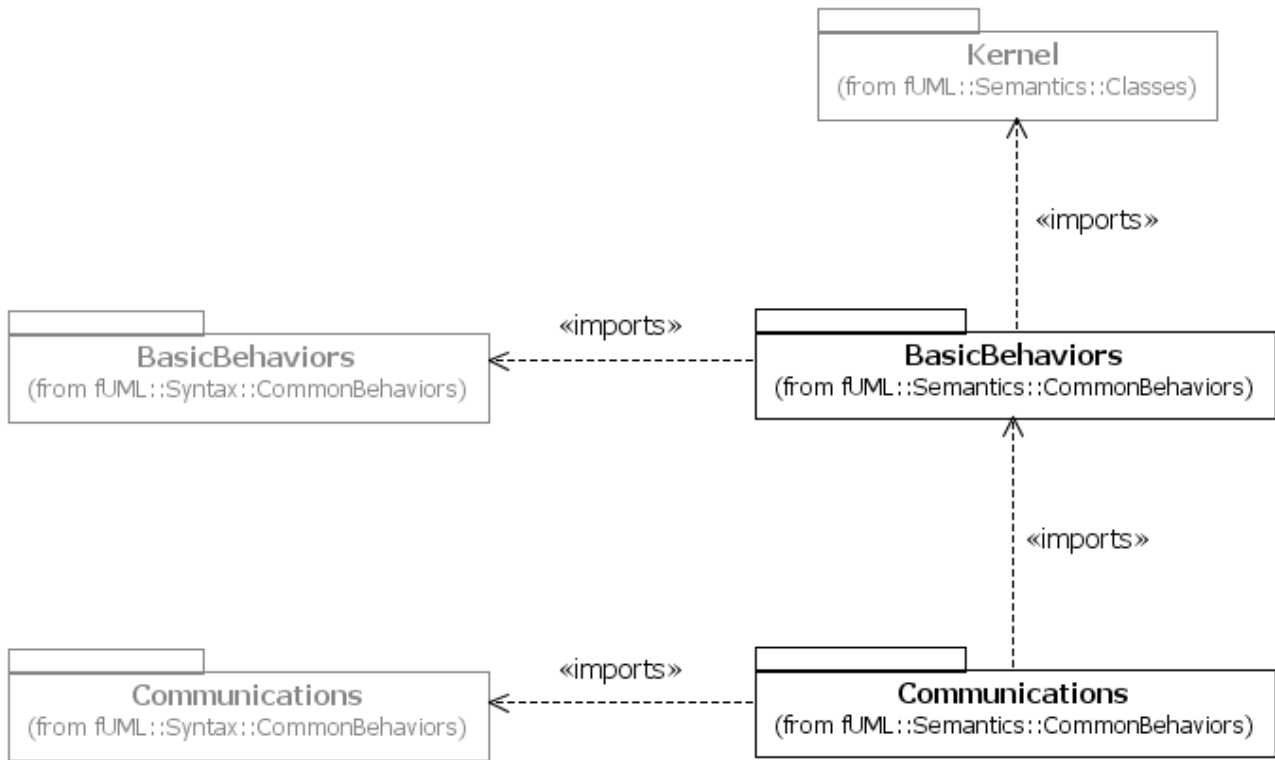 Kernel
(from fUML::Semantics::Classes)
«imports»
«imports»
BasicBehaviors
(from fUML::Syntax::CommonBehaviors)
BasicBehaviors
(from fUML::Semantics::CommonBehaviors)
«imports»
«imports»
Communications
(from fUML::Syntax::CommonBehaviors)
Communications
(from fUML::Semantics::CommonBehaviors)